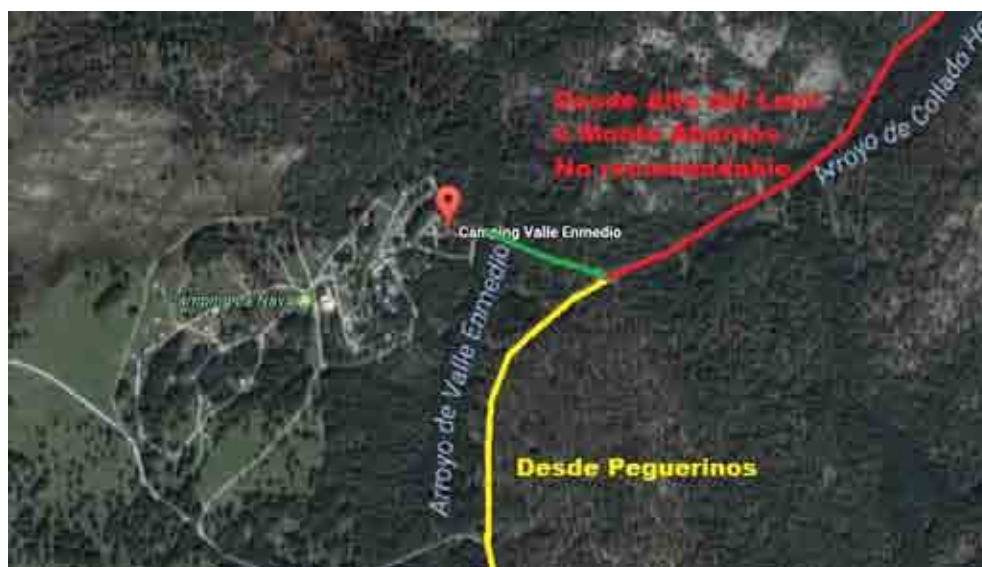 Desde Alto del León
o Monte Abantos
No recomendable
Arroyo de Collado
Camping Valle Enmedio
Arroyo de Valle Enmedio
Desde Peguerinos